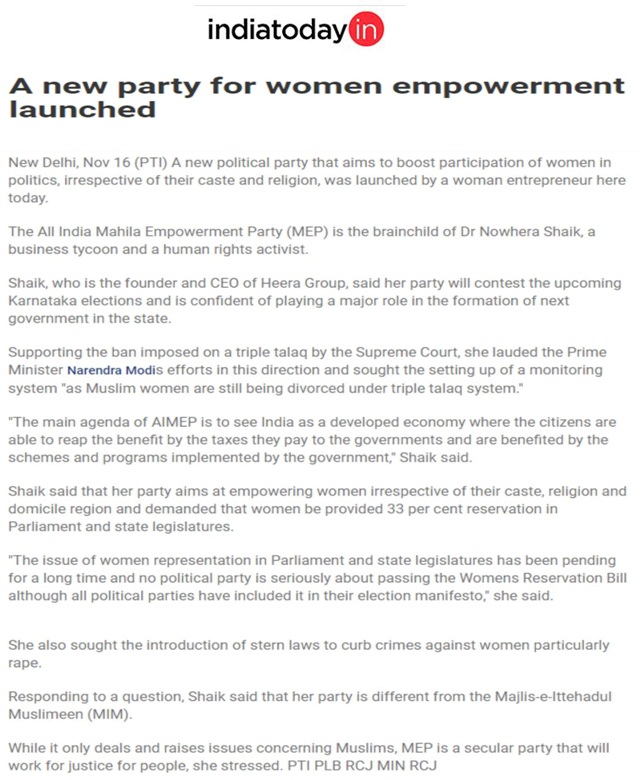 indiatoday in
A new party for women empowerment
launched
New Delhi, Nov 16 (PTI) A new political party that aims to boost participation of women in
politics, irrespective of their caste and religion, was launched by a woman entrepreneur here
today.
The All India Mahila Empowerment Party (MEP) is the brainchild of Dr Nowhera Shaik, a
business tycoon and a human rights activist.
Shaik, who is the founder and CEO of Heera Group, said her party will contest the upcoming
Karnataka elections and is confident of playing a major role in the formation of next
government in the state.
Supporting the ban imposed on a triple talaq by the Supreme Court, she lauded the Prime
Minister Narendra Modis efforts in this direction and sought the setting up of a monitoring
system "as Muslim women are still being divorced under triple talaq system."
"The main agenda of AIMEP is to see India as a developed economy where the citizens are
able to reap the benefit by the taxes they pay to the governments and are benefited by the
schemes and programs implemented by the government," Shaik said.
Shaik said that her party aims at empowering women irrespective of their caste, religion and
domicile region and demanded that women be provided 33 per cent reservation in
Parliament and state legislatures.
"The issue of women representation in Parliament and state legislatures has been pending
for a long time and no political party is seriously about passing the Womens Reservation Bill
although all political parties have included it in their election manifesto," she said.
She also sought the introduction of stern laws to curb crimes against women particularly
rape.
Responding to a question, Shaik said that her party is different from the Majlis-e-Ittehadul
Muslimeen (MIM).
While it only deals and raises issues concerning Muslims, MEP is a secular party that will
work for justice for people, she stressed. PTI PLB RCJ MIN RCJ